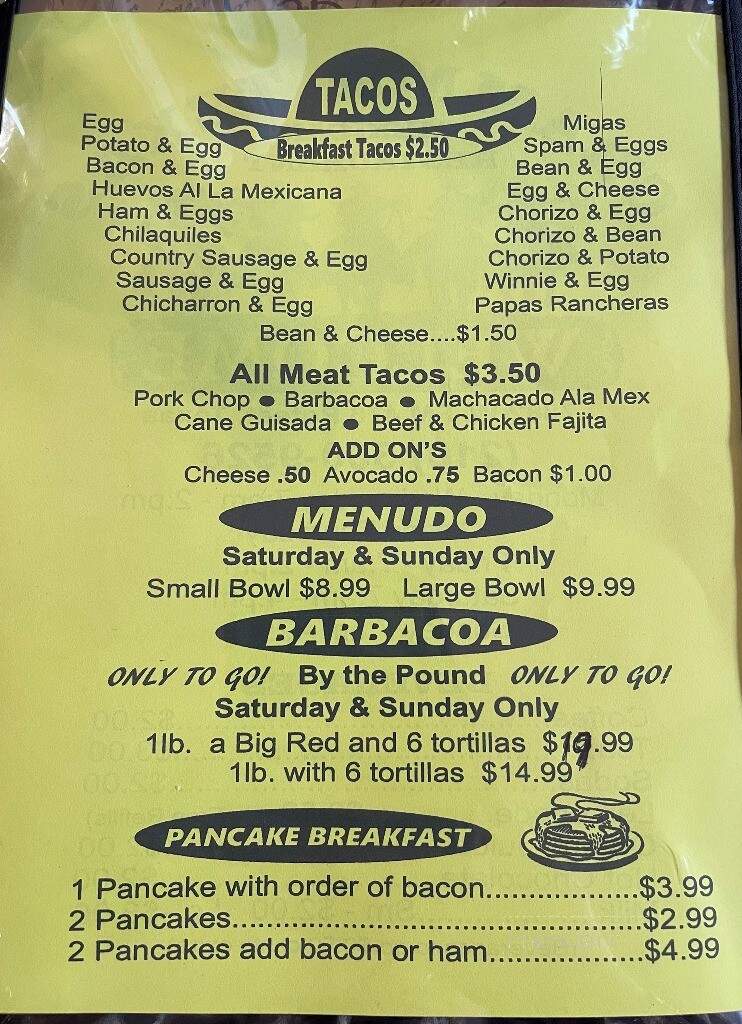 TACOS
Breakfast Tacos $2.50
Egg
Potato & Egg
Bacon & Egg
Huevos Al La Mexicana
Ham & Eggs
Chilaquiles
Country Sausage & Egg
Sausage & Egg
Chicharron & Egg
Migas
Spam & Eggs
Bean & Egg
Egg & Cheese
Chorizo & Egg
Chorizo & Bean
Chorizo & Potato
Winnie & Egg
Papas Rancheras
Bean & Cheese....$1.50
All Meat Tacos $3.50
Pork Chop ● Barbacoa ● Machacado Ala Mex
Cane Guisada ● Beef & Chicken Fajita
ADD ON'S
Cheese .50 Avocado .75 Bacon $1.00
MENUDO
Saturday & Sunday Only
Small Bowl $8.99 Large Bowl $9.99
BARBACOA
ONLY TO GO! By the Pound ONLY TO GO!
Saturday & Sunday Only
1lb. a Big Red and 6 tortillas $19.99
1lb. with 6 tortillas $14.99
PANCAKE BREAKFAST
1 Pancake with order of bacon..................$3.99
2 Pancakes................................................$2.99
2 Pancakes add bacon or ham..................$4.99